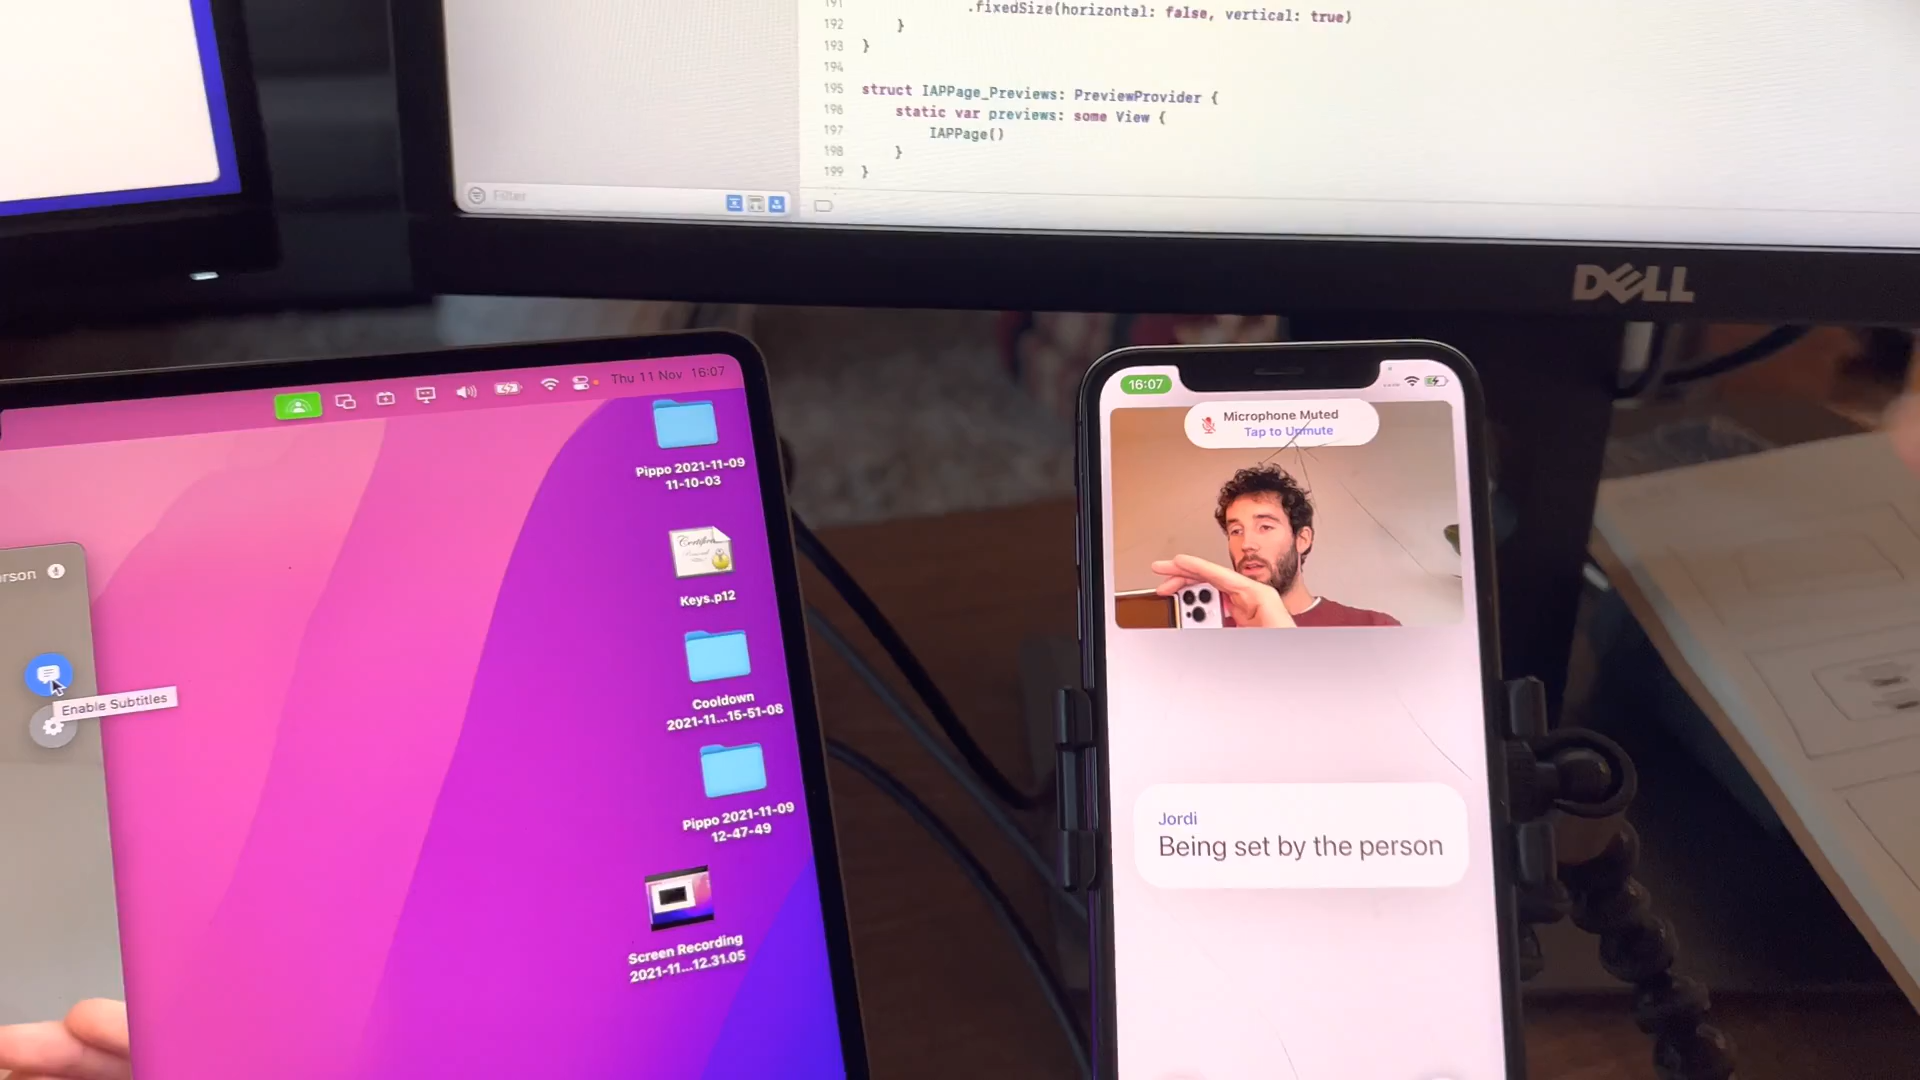 191 .fixedSize(horizontal: false, vertical: true)
192 }
193 }
194
195 struct IAPPage_Previews: PreviewProvider {
196 static var previews: some View {
197 IAPPage()
198 }
199 }
Filter
DELL
Thu 11 Nov 16:07
Pippo 2021-11-09
11-10-03
Keys.p12
Cooldown
2021-11...15-51-08
Pippo 2021-11-09
12-47-49
Screen Recording
2021-11...12.31.05
rson
Enable Subtitles
16:07
Microphone Muted
Tap to Unmute
Jordi
Being set by the person